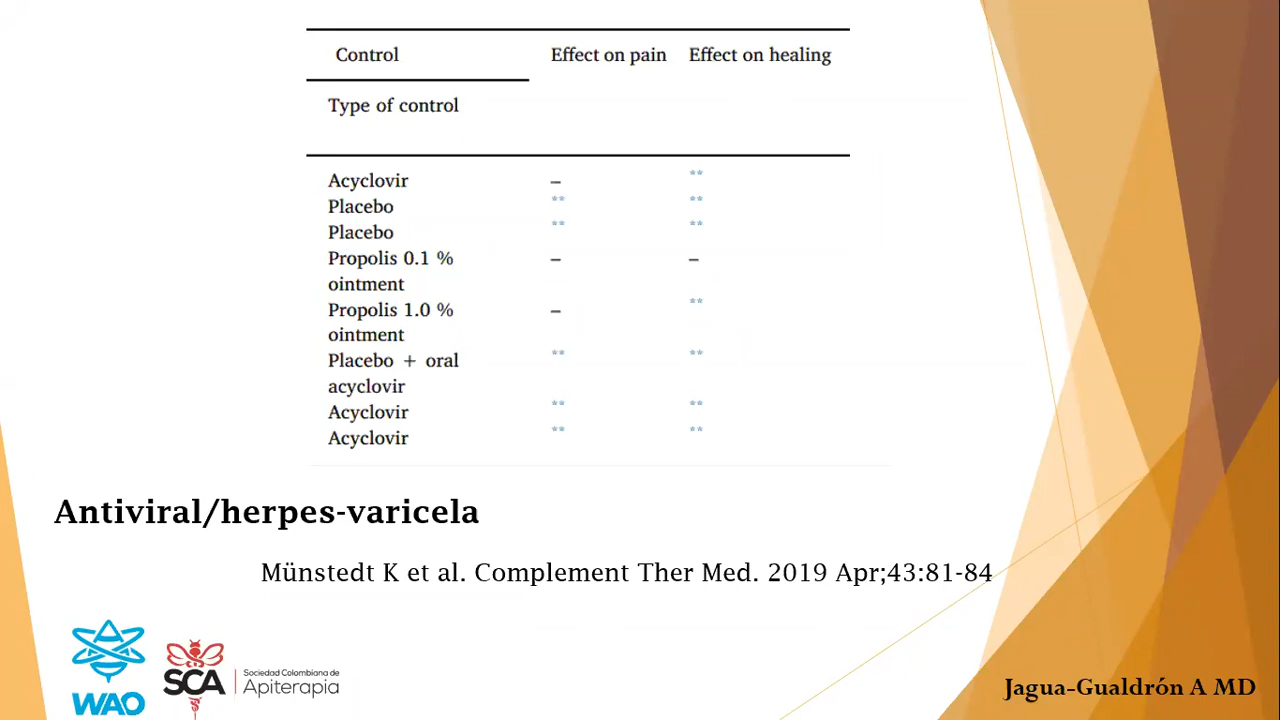 Control Effect on pain Effect on healing
Type of control
Acyclovir – **
Placebo ** **
Placebo ** **
Propolis 0.1 % – –
ointment
Propolis 1.0 % – **
ointment
Placebo + oral ** **
acyclovir
Acyclovir ** **
Acyclovir ** **
Antiviral/herpes-varicela
Münstedt K et al. Complement Ther Med. 2019 Apr;43:81-84
WAO
SCA
Sociedad Colombiana de
Apiterapia
Jagua-Gualdrón A MD